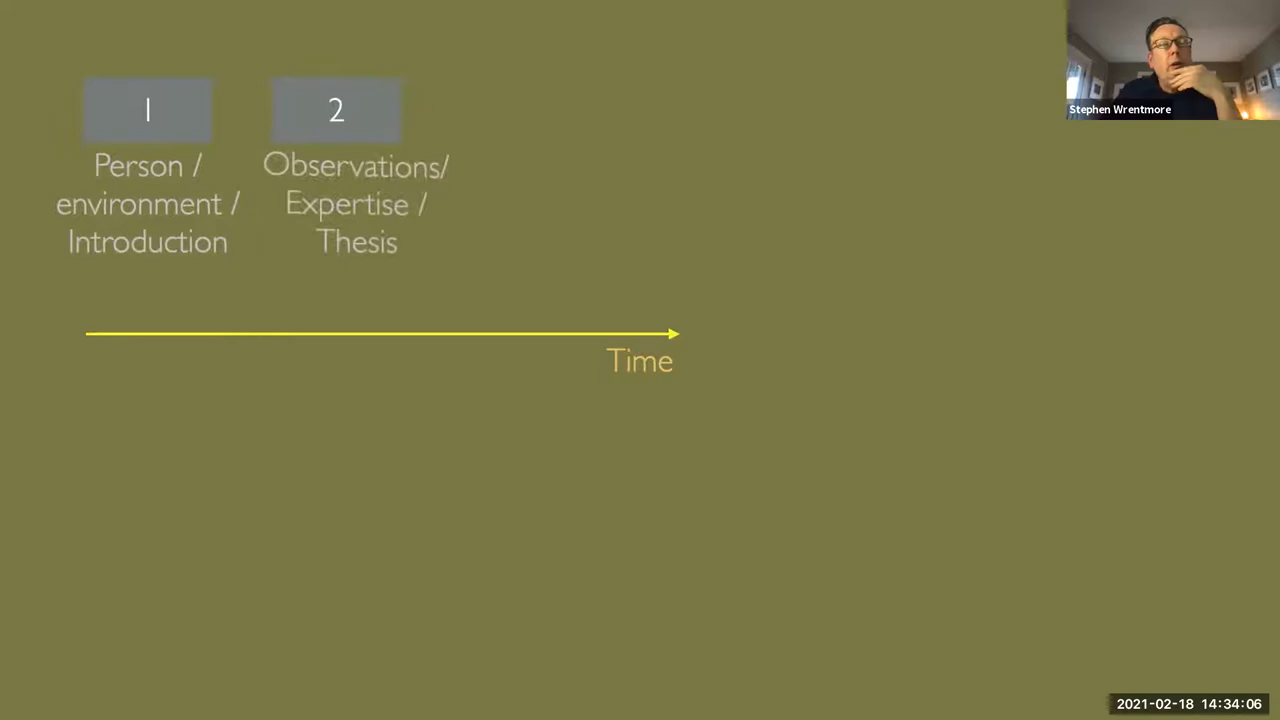 1
Person /
environment /
Introduction
2
Observations/
Expertise /
Thesis
Time
Stephen Wrentmore
2021-02-18 14:34:06